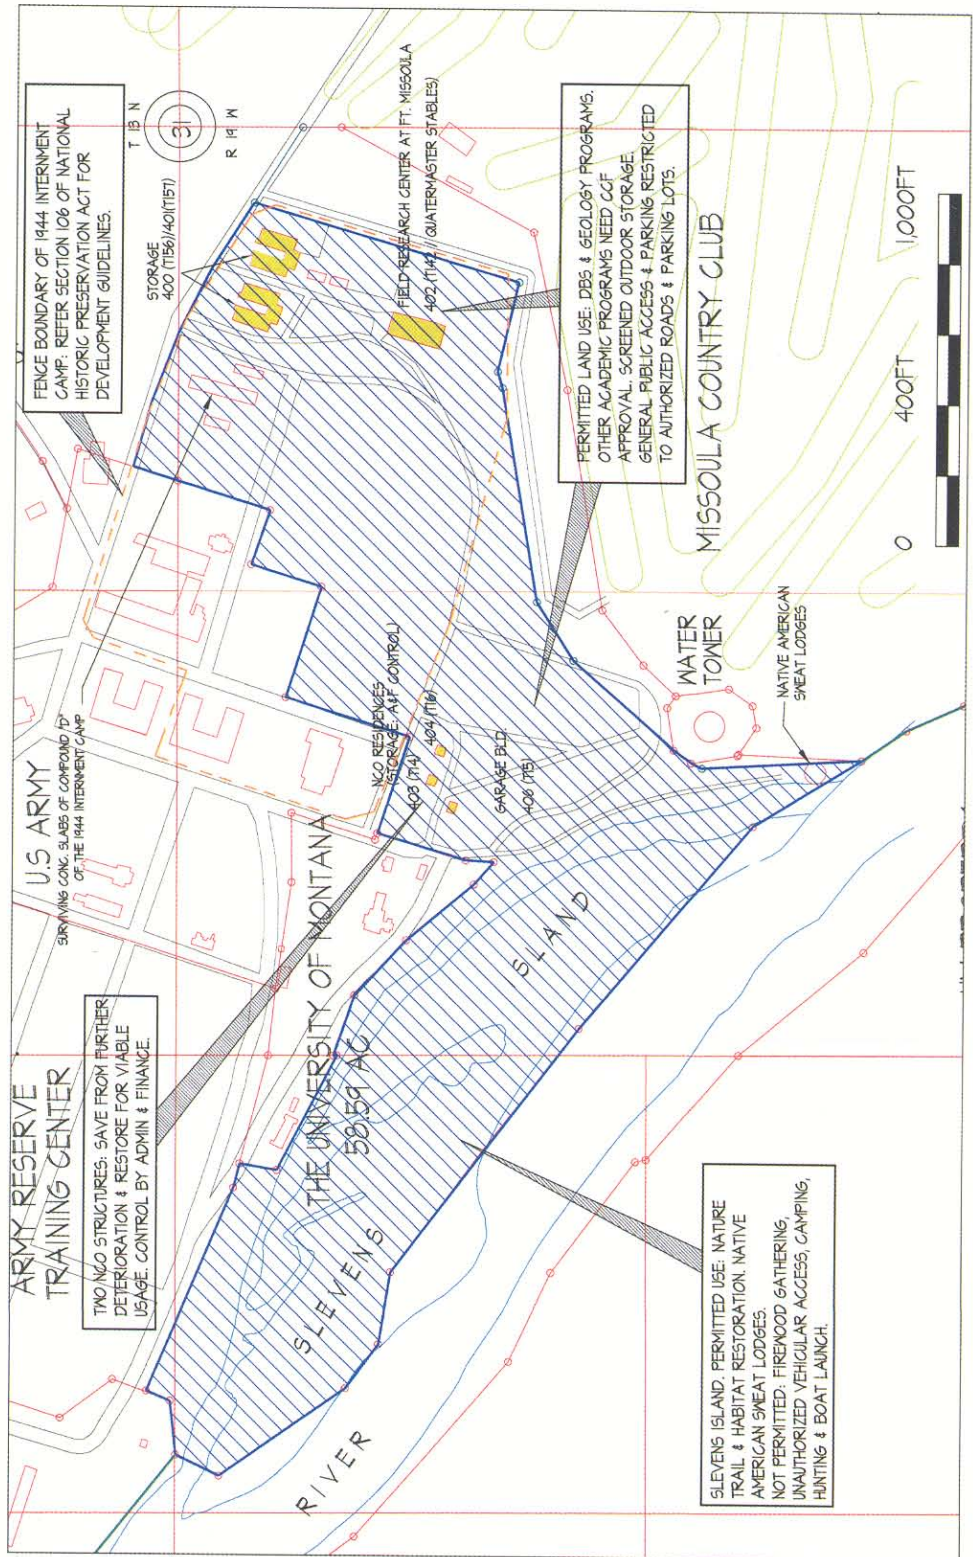 ARMY RESERVE
TRAINING CENTER
U.S ARMY
SURVIVING CONC. SLABS OF COMPOUND "D"
OF THE 1944 INTERNMENT CAMP
FENCE BOUNDARY OF 1944 INTERNMENT
CAMP: REFER SECTION 106 OF NATIONAL
HISTORIC PRESERVATION ACT FOR
DEVELOPMENT GUIDELINES.
T 13 N
31
R 19 W
STORAGE
400 (T156)/401(T157)
FIELD RESEARCH CENTER AT FT. MISSOULA
402 (T142 // QUATERMASTER STABLES)
TWO NCO STRUCTURES: SAVE FROM FURTHER
DETERIORATION & RESTORE FOR VIABLE
USAGE. CONTROL BY ADMIN & FINANCE.
THE UNIVERSITY OF MONTANA
58.59 AC
NCO RESIDENCES
(STORAGE: A&F CONTROL)
403 (T14)
404 (T16)
GARAGE BLD.
406 (T15)
PERMITTED LAND USE: DBS & GEOLOGY PROGRAMS.
OTHER ACADEMIC PROGRAMS NEED CCF
APPROVAL. SCREENED OUTDOOR STORAGE.
GENERAL PUBLIC ACCESS & PARKING RESTRICTED
TO AUTHORIZED ROADS & PARKING LOTS.
SLEVENS
ISLAND
RIVER
WATER
TOWER
MISSOULA COUNTRY CLUB
NATIVE AMERICAN
SWEAT LODGES
SLEVENS ISLAND. PERMITTED USE: NATURE
TRAIL & HABITAT RESTORATION. NATIVE
AMERICAN SWEAT LODGES.
NOT PERMITTED: FIREWOOD GATHERING,
UNAUTHORIZED VEHICULAR ACCESS, CAMPING,
HUNTING & BOAT LAUNCH.
0
400FT
1,000FT